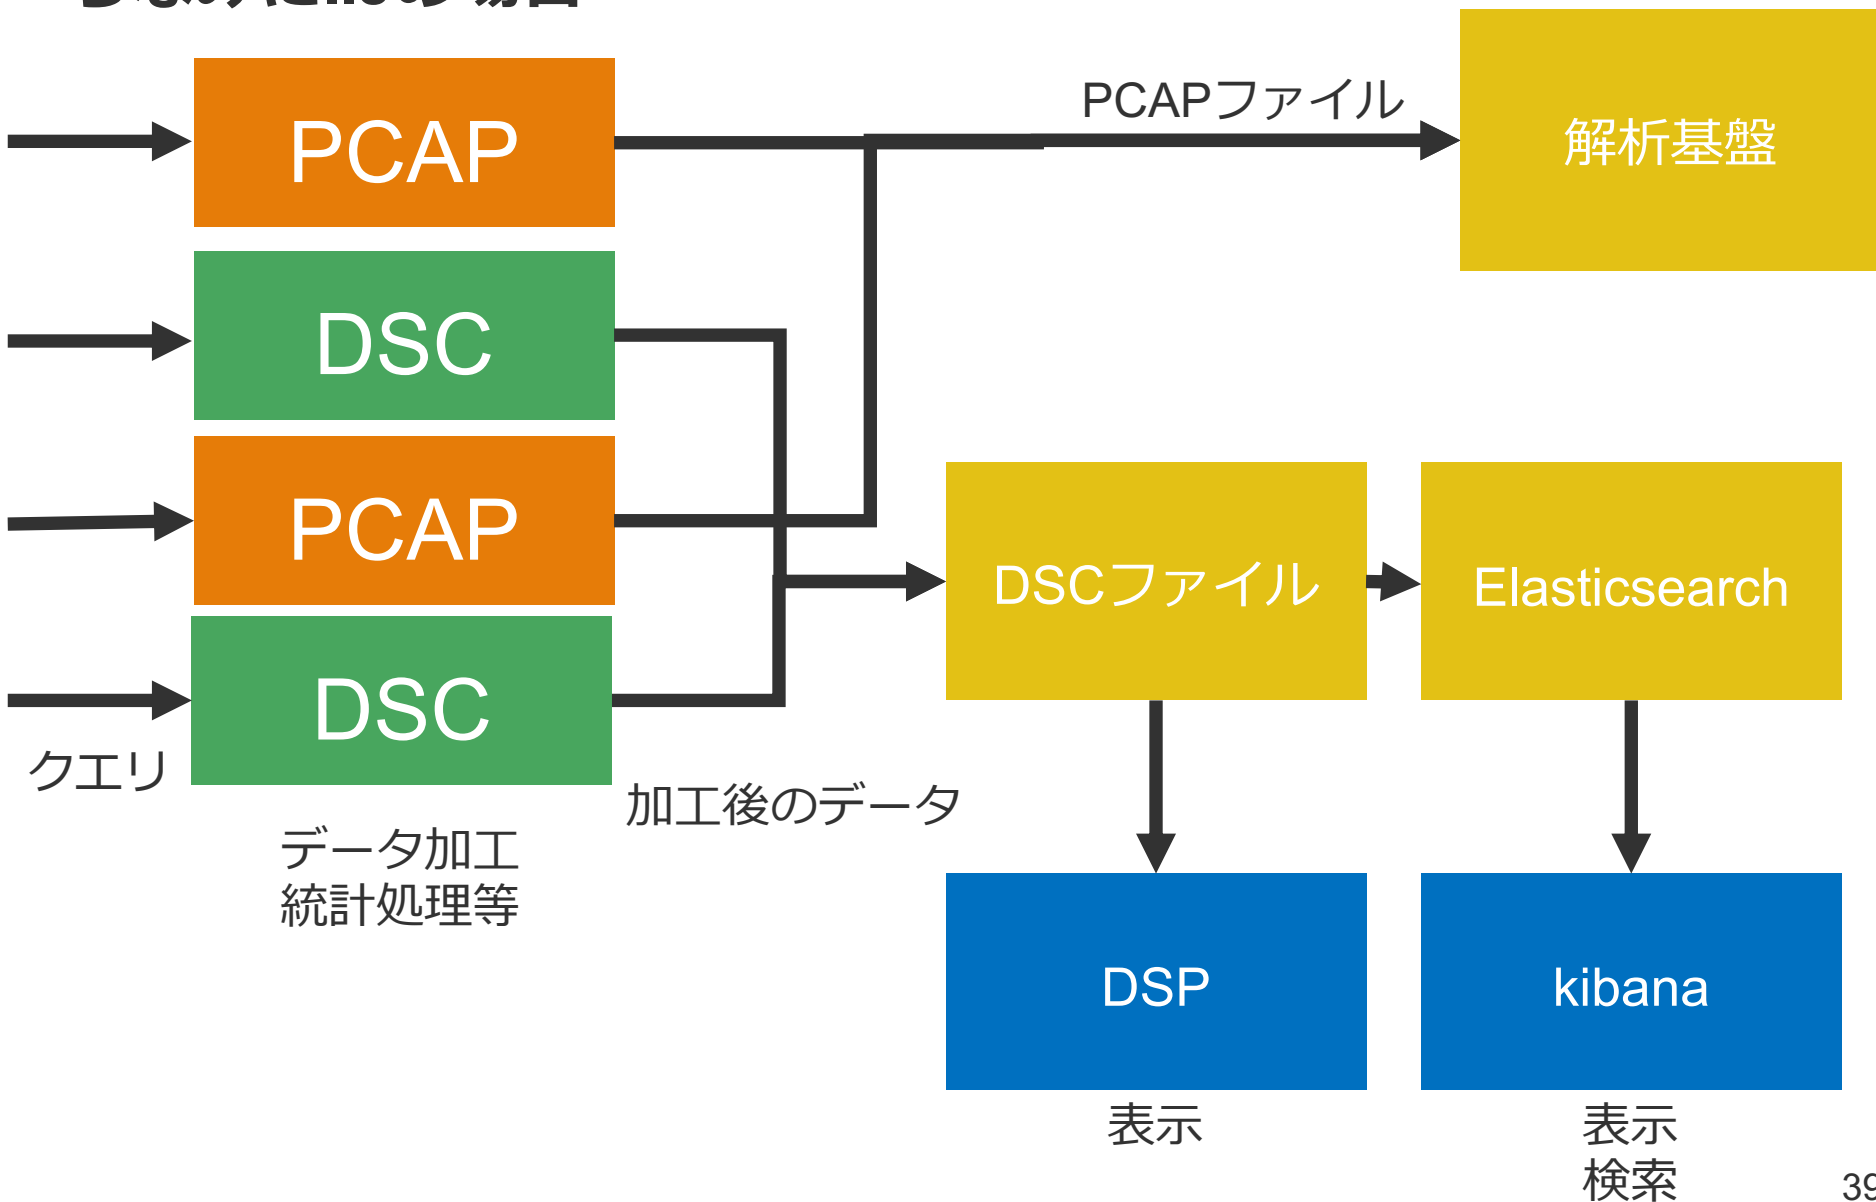 PCAP
PCAPファイル
解析基盤
DSC
PCAP
DSCファイル
Elasticsearch
DSC
クエリ
加工後のデータ
データ加工
統計処理等
DSP
kibana
表示
表示
検索
39